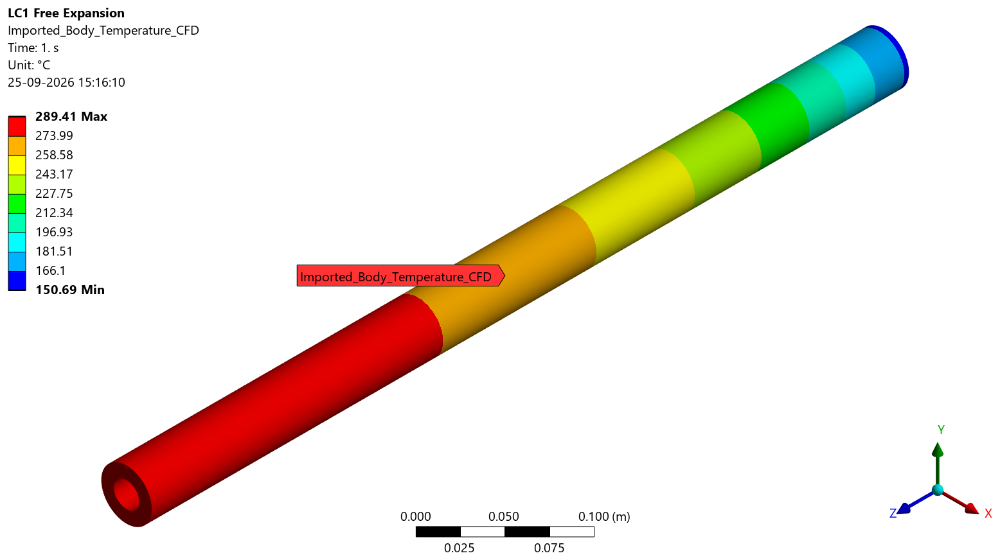 LC1 Free Expansion
Imported_Body_Temperature_CFD
Time: 1. s
Unit: °C
25-09-2026 15:16:10
289.41 Max
273.99
258.58
243.17
227.75
212.34
196.93
181.51
166.1
150.69 Min
Imported_Body_Temperature_CFD
0.000 0.050 0.100 (m)
0.025 0.075
Y
Z X